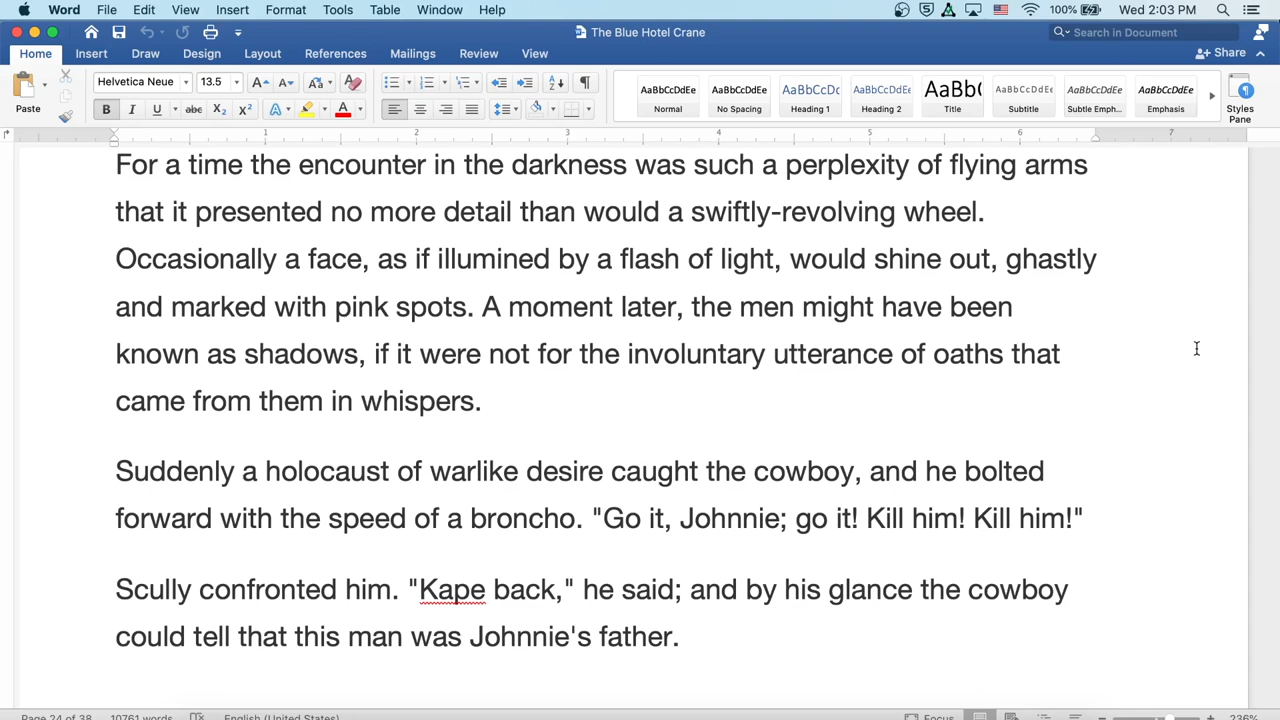 Word File Edit View Insert Format Tools Table Window Help 100% Wed 2:03 PM
The Blue Hotel Crane Search in Document
Home Insert Draw Design Layout References Mailings Review View Share
Paste Helvetica Neue 13.5 AaBbCcDdEe AaBbCcDdEe AaBbCcDc AaBbCcDdEe AaBb( AaBbCcDdEe AaBbCcDdEe AaBbCcDdEe
Normal No Spacing Heading 1 Heading 2 Title Subtitle Subtle Emph... Emphasis Styles Pane
1 2 3 4 5 6 7
For a time the encounter in the darkness was such a perplexity of flying arms
that it presented no more detail than would a swiftly-revolving wheel.
Occasionally a face, as if illumined by a flash of light, would shine out, ghastly
and marked with pink spots. A moment later, the men might have been
known as shadows, if it were not for the involuntary utterance of oaths that
came from them in whispers.
Suddenly a holocaust of warlike desire caught the cowboy, and he bolted
forward with the speed of a broncho. "Go it, Johnnie; go it! Kill him! Kill him!"
Scully confronted him. "Kape back," he said; and by his glance the cowboy
could tell that this man was Johnnie's father.
Page 24 of 38 10761 words English (United States) Focus 236%